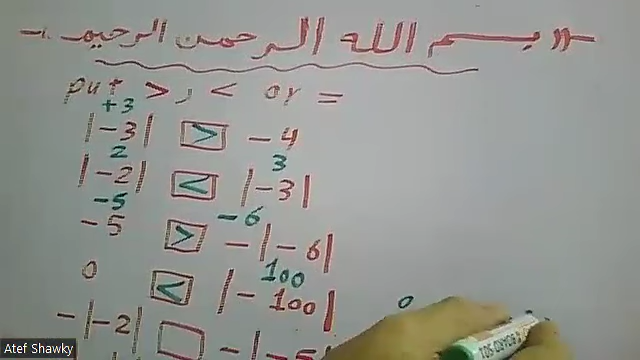 بسم الله الرحمن الرحيم
put > , < or =
+3
|-3| > -4
2 3
|-2| < |-3|
-5 -6
-5 > -|-6|
100
0 < |-100|
0
-|-2| □ -|-5|
Atef Shawky